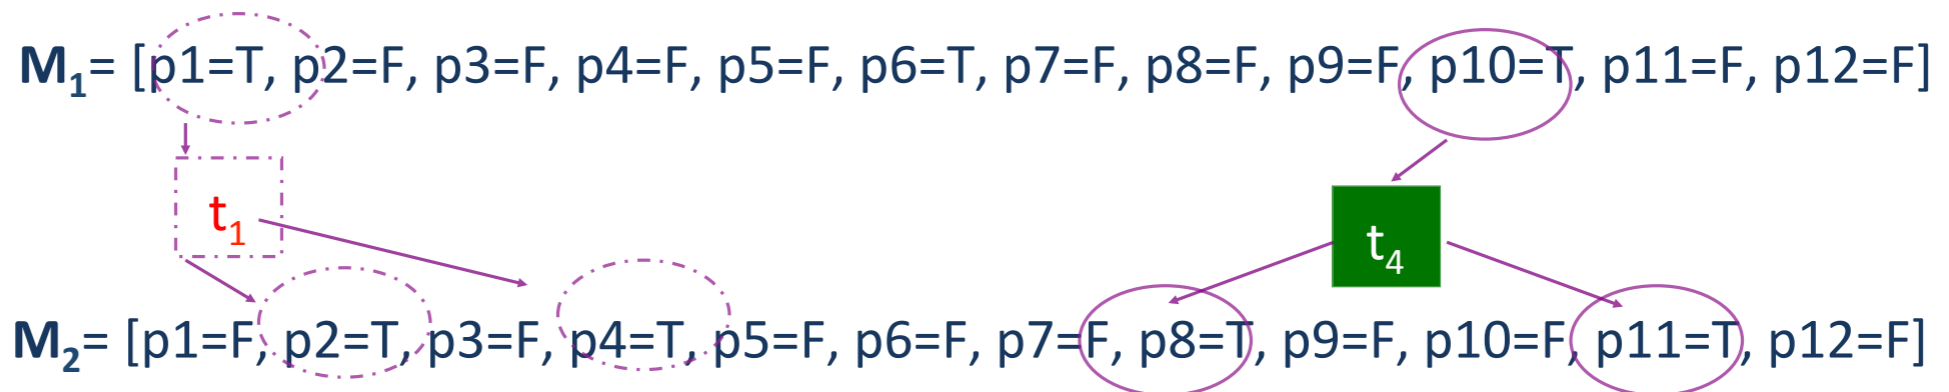 M₁= [p1=T, p2=F, p3=F, p4=F, p5=F, p6=T, p7=F, p8=F, p9=F, p10=T, p11=F, p12=F]
t₁
t₄
M₂= [p1=F, p2=T, p3=F, p4=T, p5=F, p6=F, p7=F, p8=T, p9=F, p10=F, p11=T, p12=F]